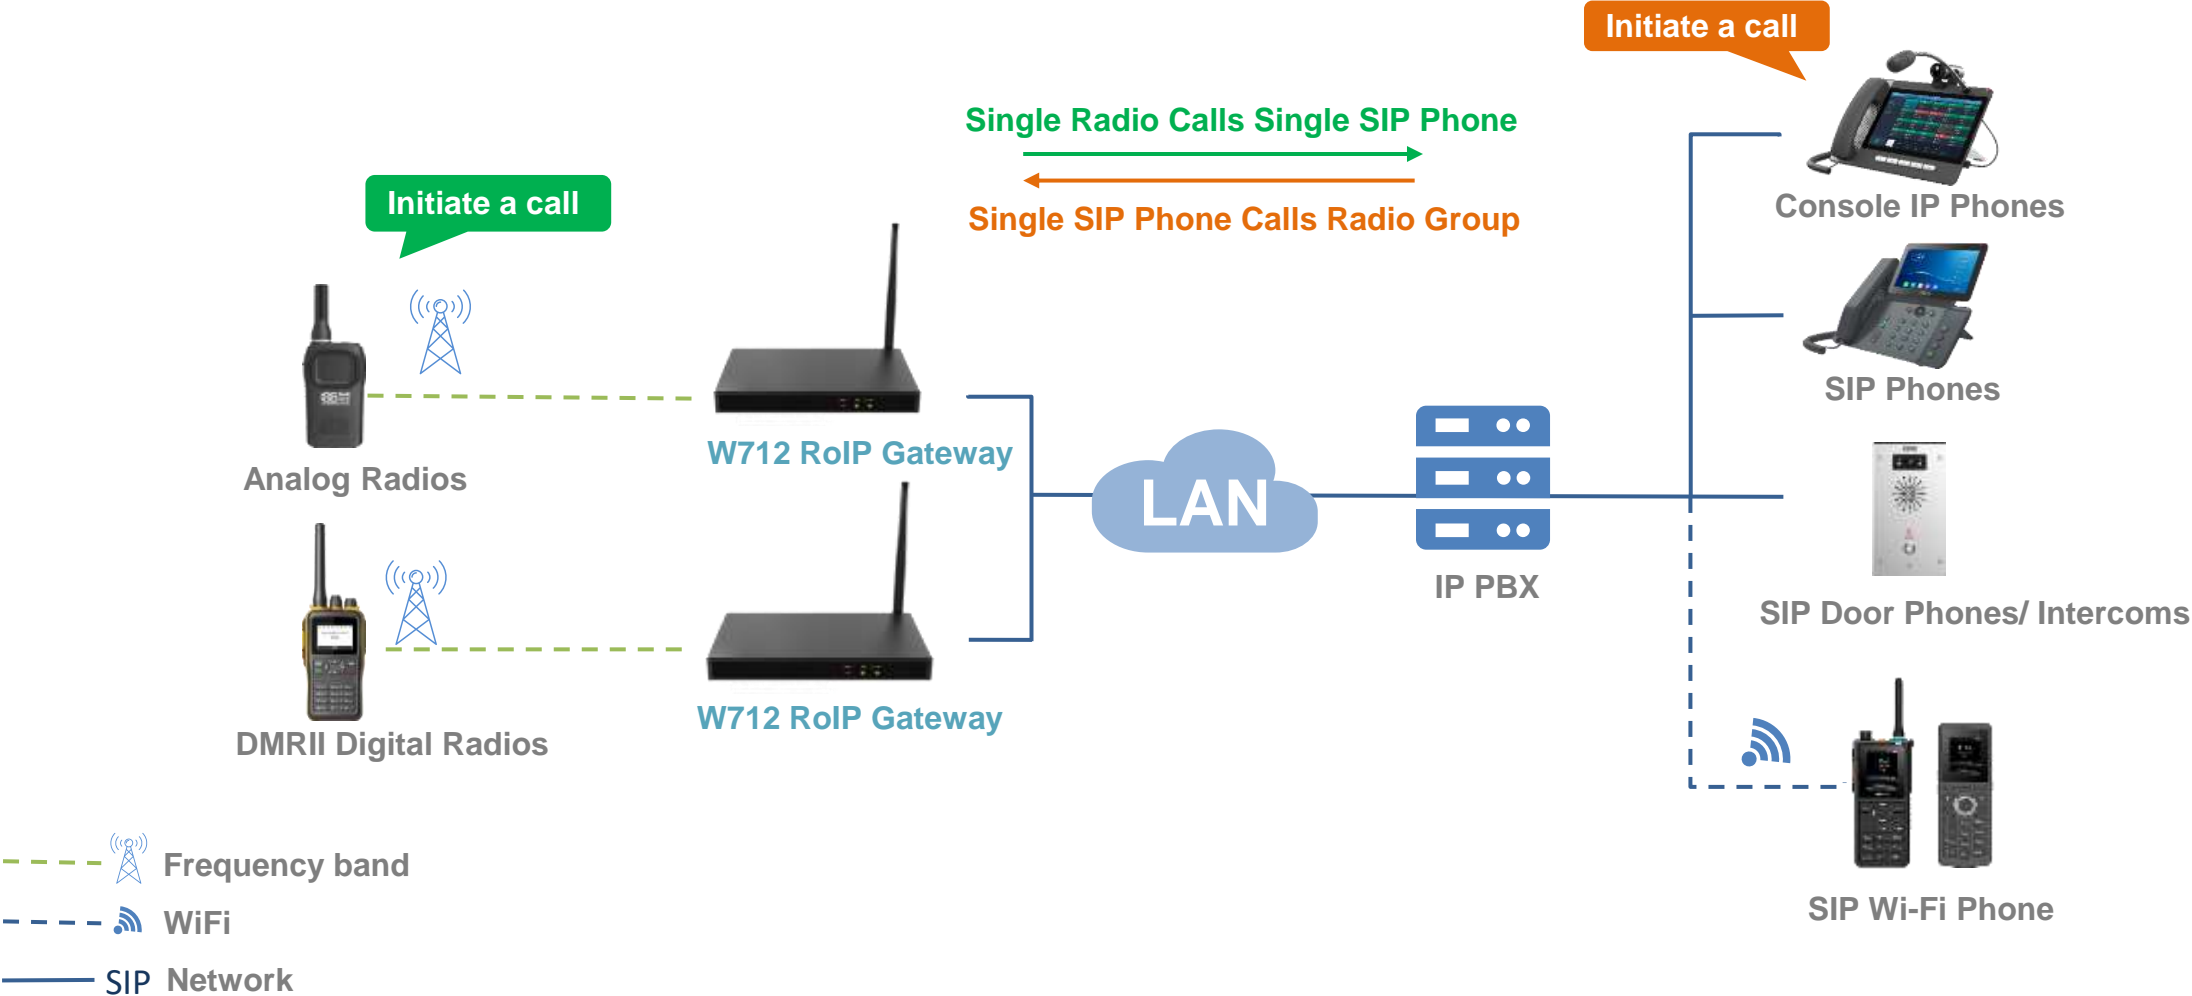 Initiate a call
Single Radio Calls Single SIP Phone
Single SIP Phone Calls Radio Group
Initiate a call
Console IP Phones
SIP Phones
Analog Radios
W712 RoIP Gateway
LAN
IP PBX
SIP Door Phones/ Intercoms
DMRII Digital Radios
W712 RoIP Gateway
SIP Wi-Fi Phone
Frequency band
WiFi
SIP Network